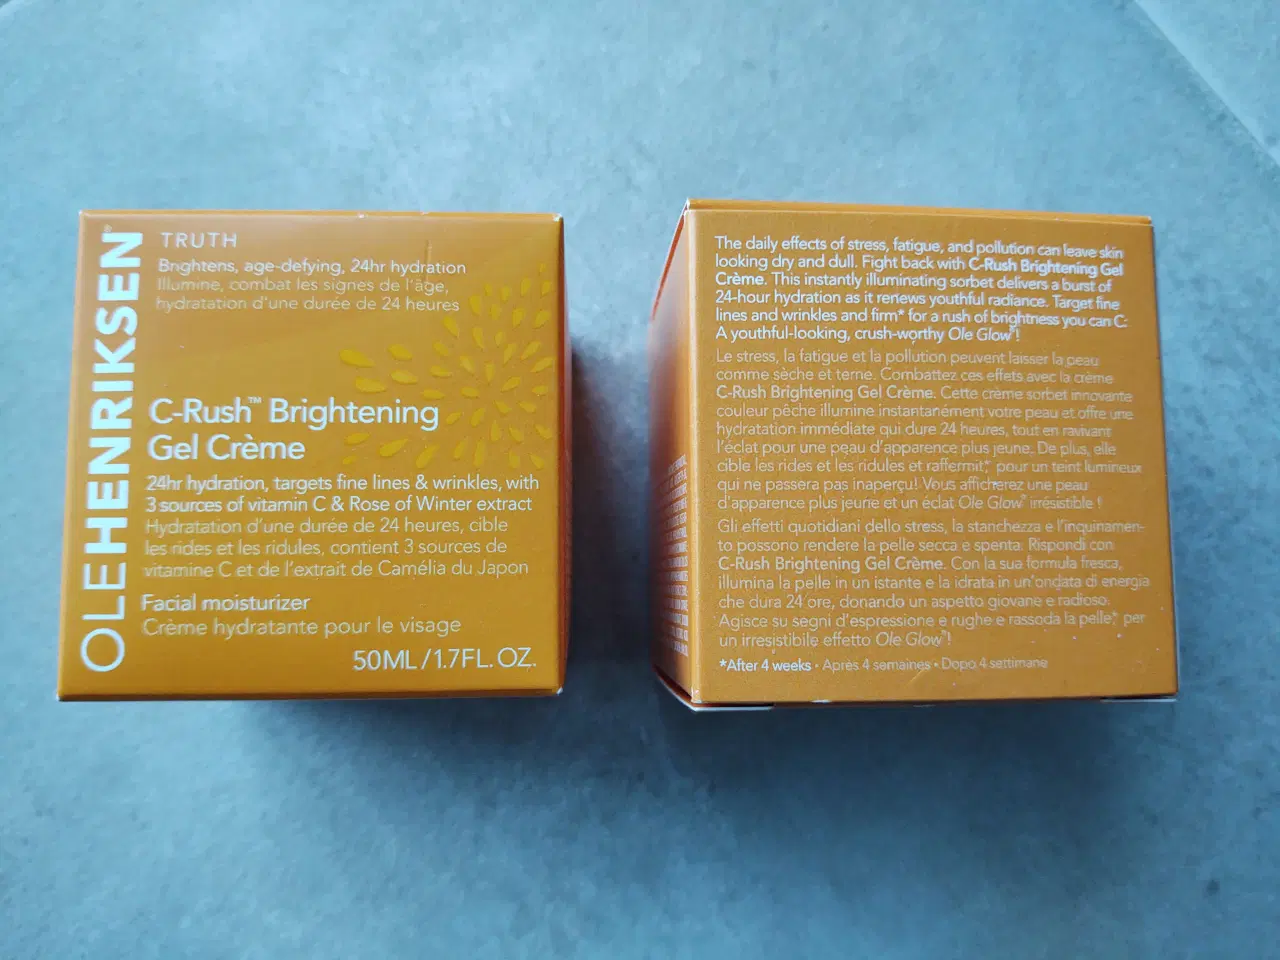 OLEHENRIKSEN®
TRUTH
Brightens, age-defying, 24hr hydration
Illumine, combat les signes de l'âge,
hydratation d'une durée de 24 heures
C-Rush™ Brightening
Gel Crème
24hr hydration, targets fine lines & wrinkles, with
3 sources of vitamin C & Rose of Winter extract
Hydratation d'une durée de 24 heures, cible
les rides et les ridules, contient 3 sources de
vitamine C et de l'extrait de Camélia du Japon
Facial moisturizer
Crème hydratante pour le visage
50ML/1.7FL. OZ.
The daily effects of stress, fatigue, and pollution can leave skin
looking dry and dull. Fight back with C-Rush Brightening Gel
Crème. This instantly illuminating sorbet delivers a burst of
24-hour hydration as it renews youthful radiance. Target fine
lines and wrinkles and firm* for a rush of brightness you can C:
A youthful-looking, crush-worthy Ole Glow™!
Le stress, la fatigue et la pollution peuvent laisser la peau
comme sèche et terne. Combattez ces effets avec la crème
C-Rush Brightening Gel Crème. Cette crème sorbet innovante
couleur pêche illumine instantanément votre peau et offre une
hydratation immédiate qui dure 24 heures, tout en ravivant
l'éclat pour une peau d'apparence plus jeune. De plus, elle
cible les rides et les ridules et raffermit,* pour un teint lumineux
qui ne passera pas inaperçu! Vous afficherez une peau
d'apparence plus jeune et un éclat Ole Glow™ irrésistible !
Gli effetti quotidiani dello stress, la stanchezza e l'inquinamen-
to possono rendere la pelle secca e spenta. Rispondi con
C-Rush Brightening Gel Crème. Con la sua formula fresca,
illumina la pelle in un istante e la idrata in un'ondata di energia
che dura 24 ore, donando un aspetto giovane e radioso.
Agisce su segni d'espressione e rughe e rassoda la pelle,* per
un irresistibile effetto Ole Glow™!
*After 4 weeks • Après 4 semaines • Dopo 4 settimane